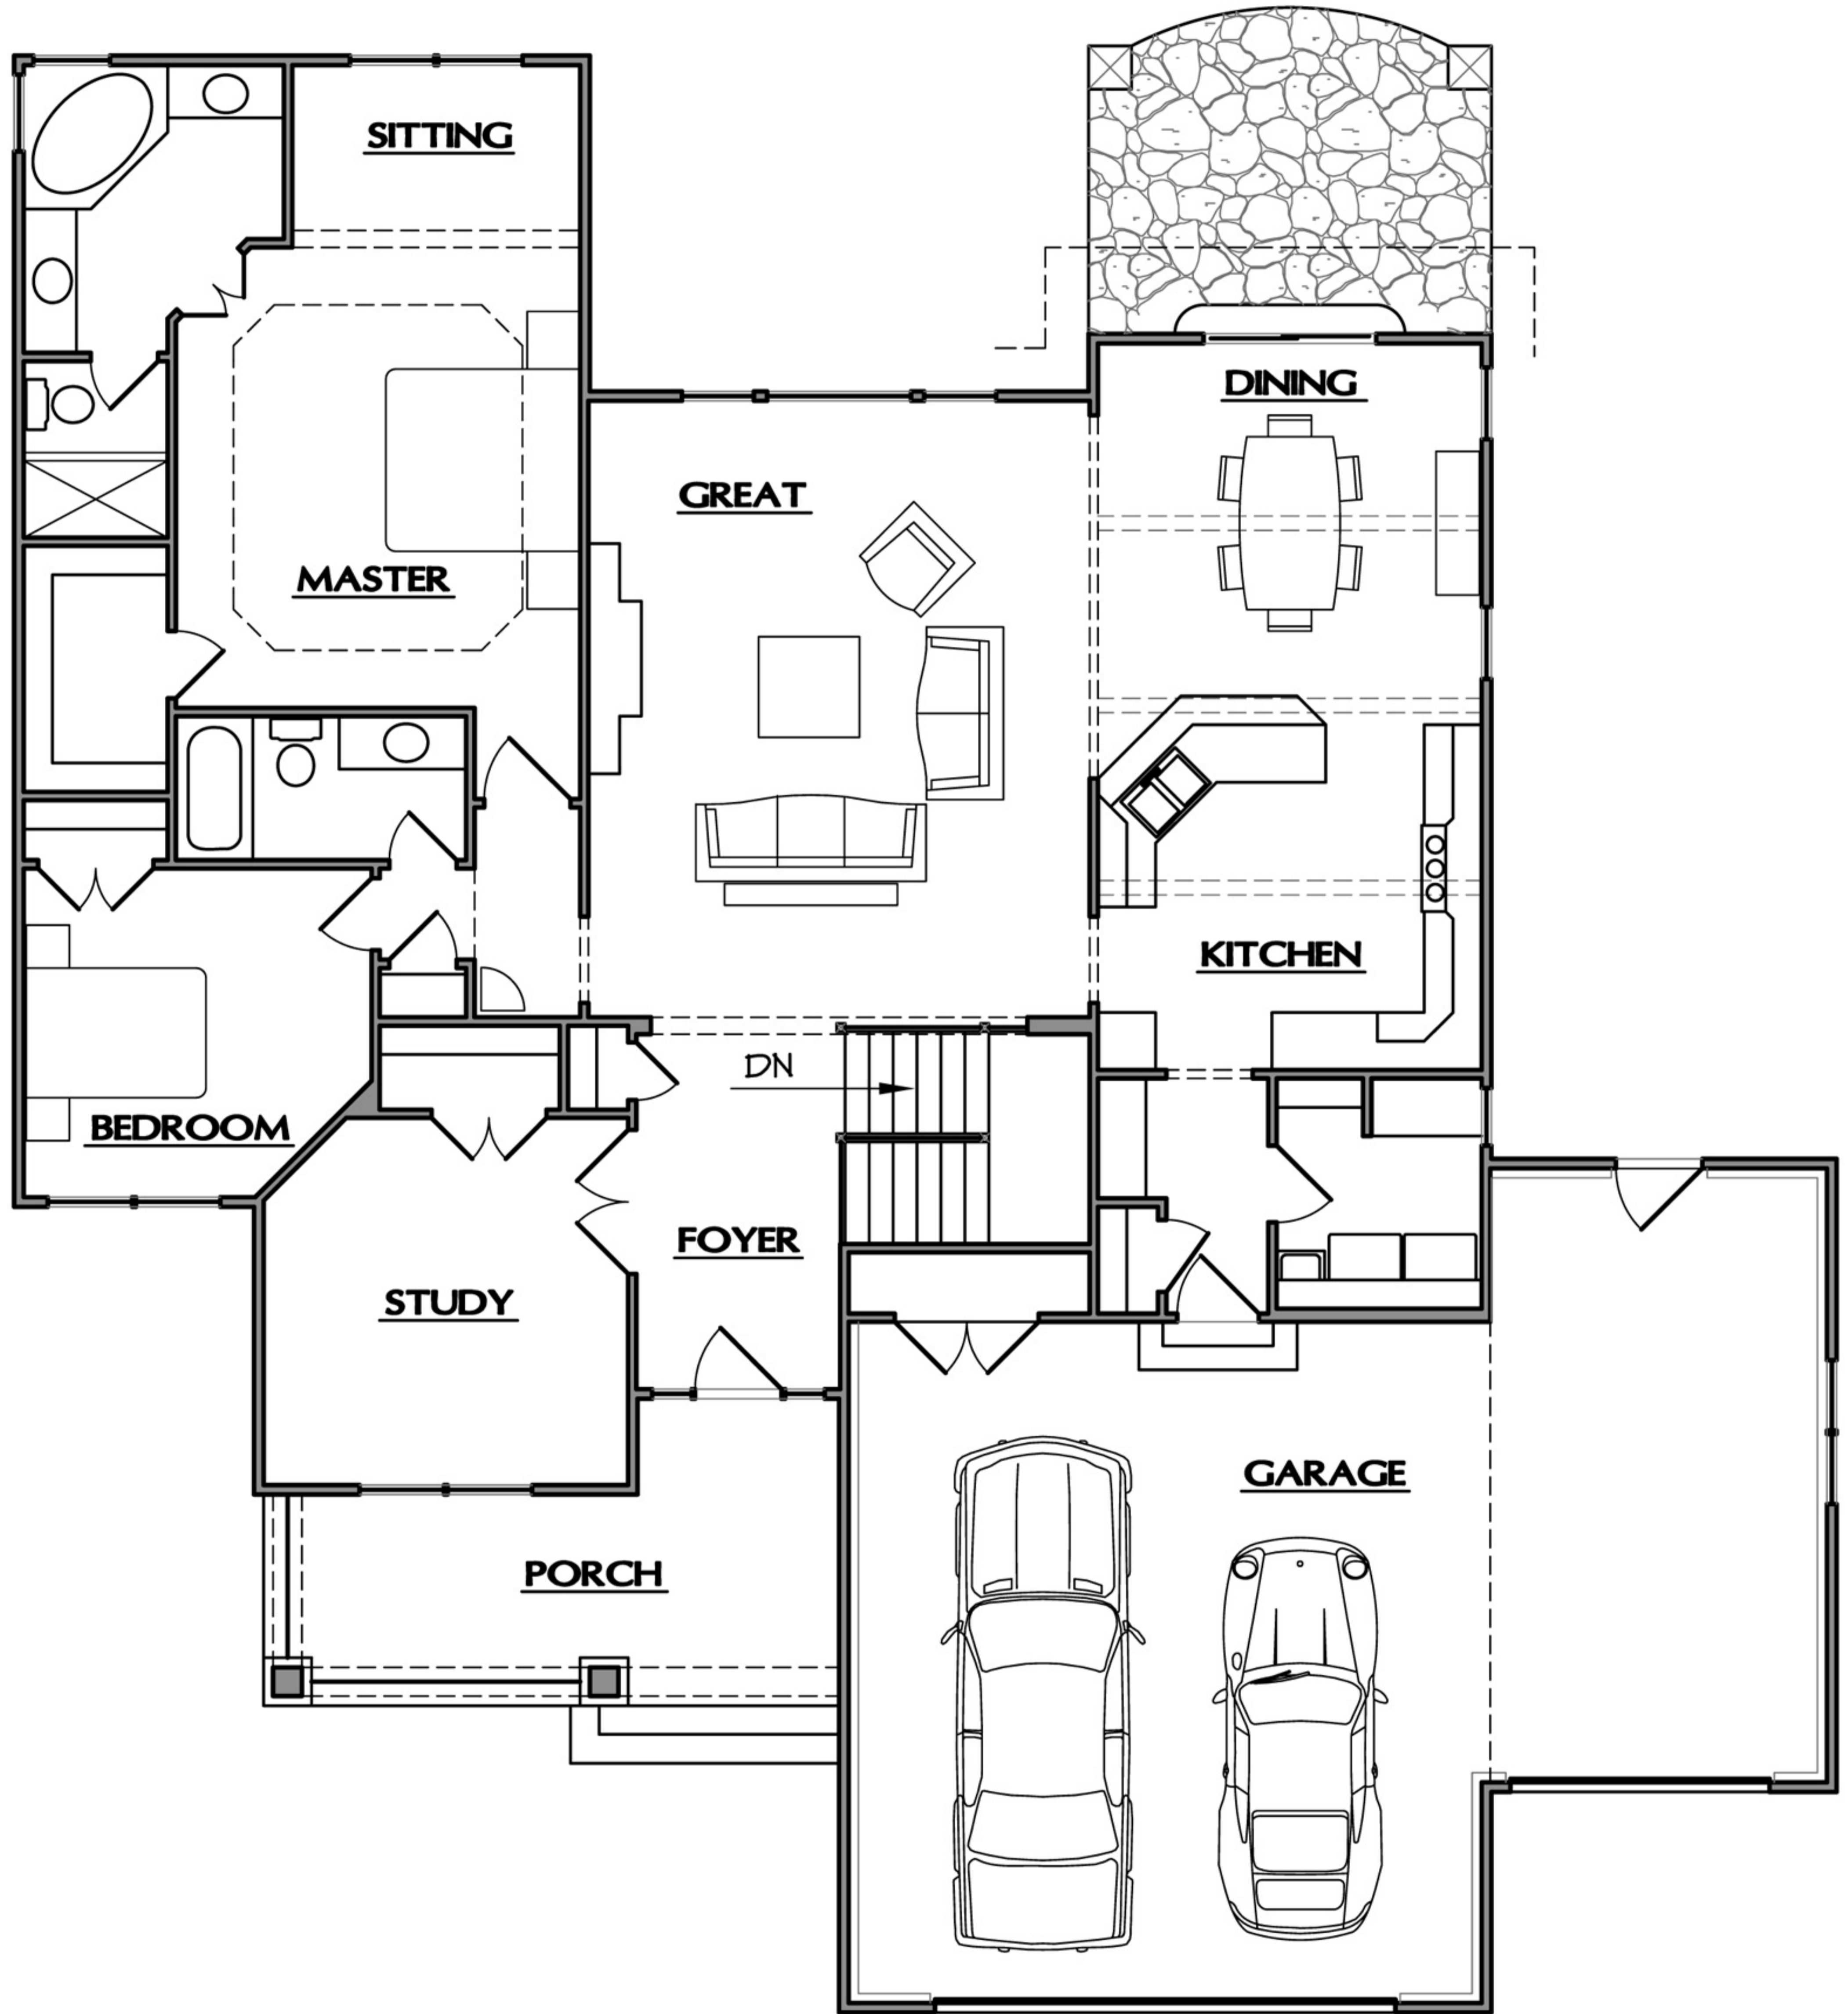 SITTING
DINING
GREAT
MASTER
KITCHEN
DN
BEDROOM
FOYER
STUDY
GARAGE
PORCH